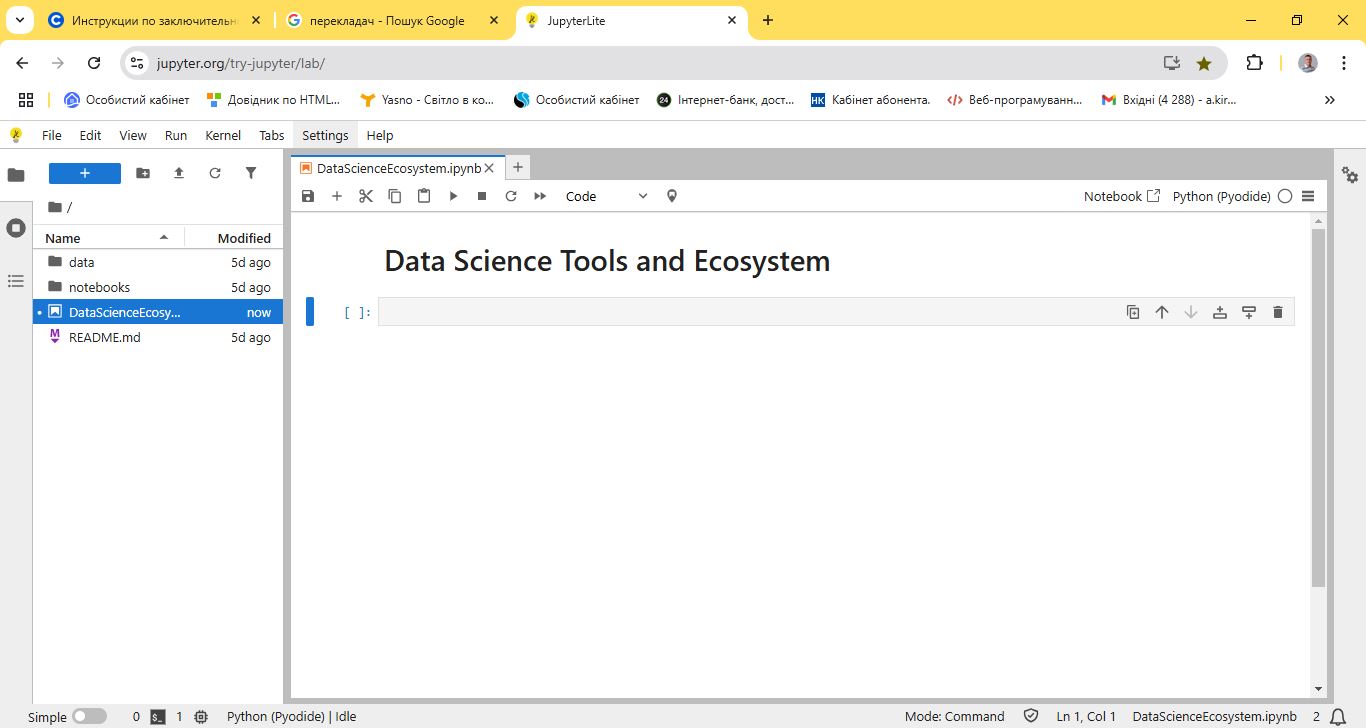 Инструкции по заключительн
перекладач - Пошук Google
JupyterLite
jupyter.org/try-jupyter/lab/
Особистий кабінет
Довідник по HTML...
Yasno - Світло в ко...
Особистий кабінет
24 Інтернет-банк, дост...
НК Кабінет абонента.
Веб-програмуванн...
Вхідні (4 288) - a.kir...
File Edit View Run Kernel Tabs Settings Help
DataScienceEcosystem.ipynb
Code
Notebook
Python (Pyodide)
/
Name Modified
data 5d ago
notebooks 5d ago
DataScienceEcosy... now
README.md 5d ago
Data Science Tools and Ecosystem
[ ]:
Simple 0 1 Python (Pyodide) | Idle Mode: Command Ln 1, Col 1 DataScienceEcosystem.ipynb 2